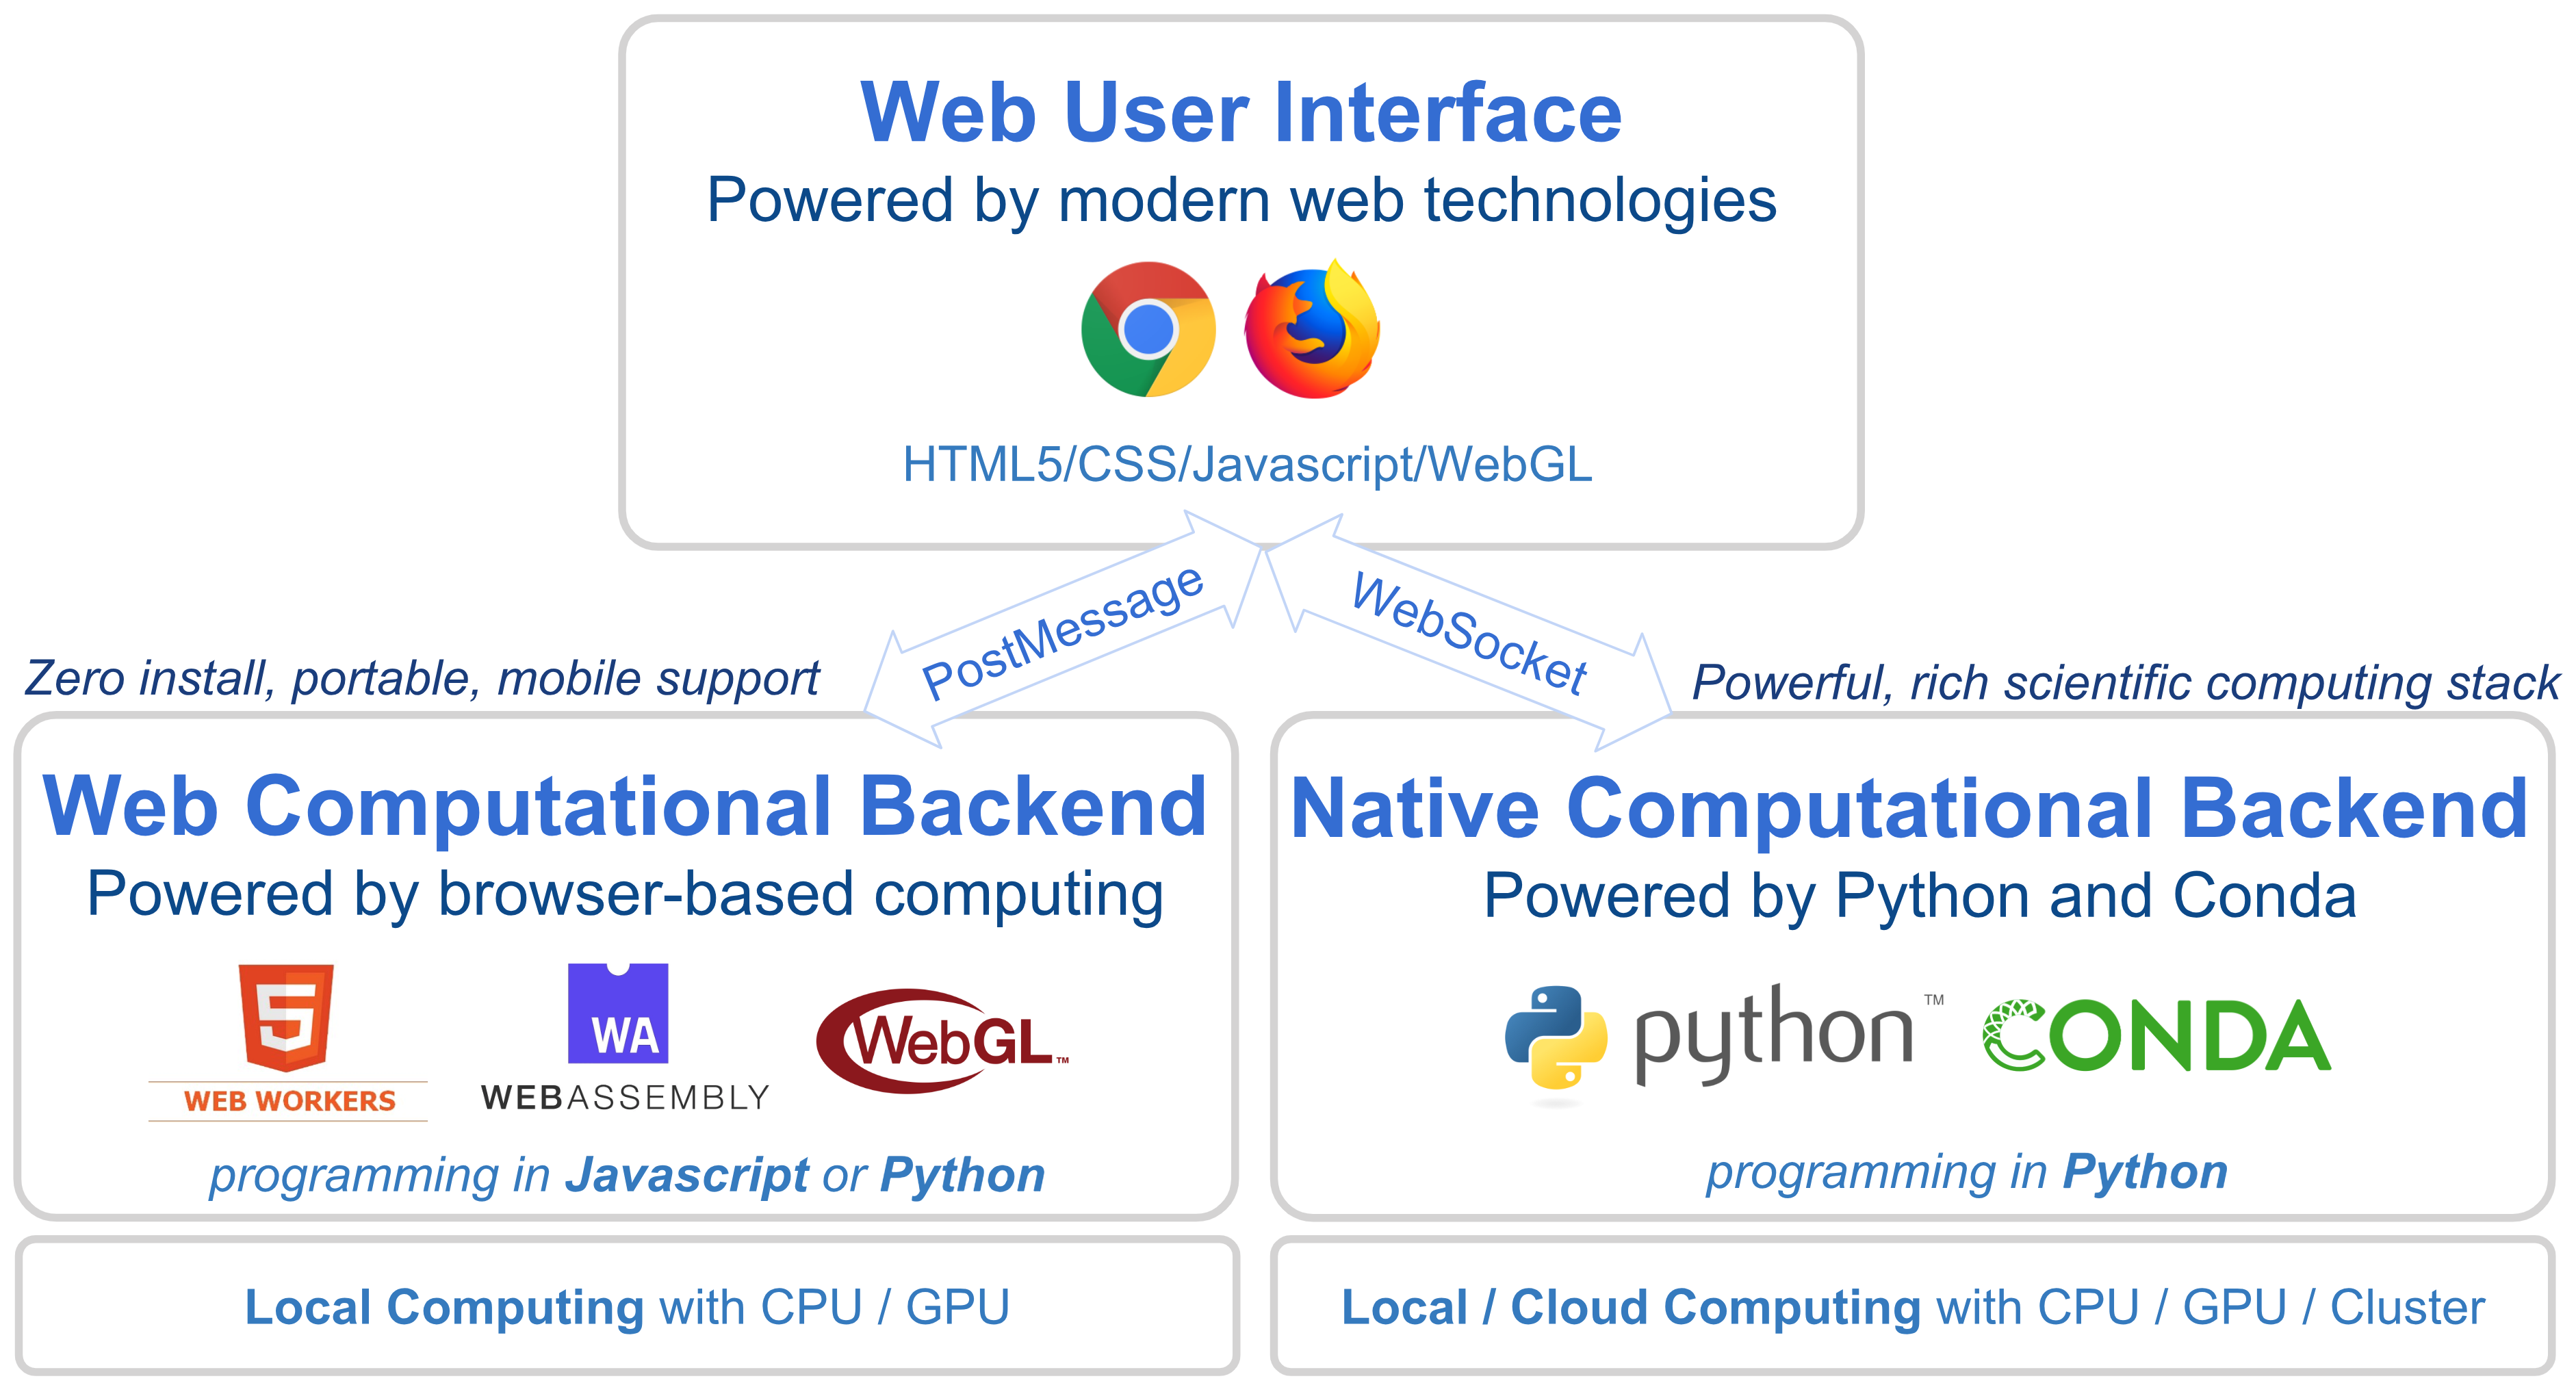 Web User Interface
Powered by modern web technologies
HTML5/CSS/Javascript/WebGL
PostMessage
WebSocket
Zero install, portable, mobile support
Powerful, rich scientific computing stack
Web Computational Backend
Powered by browser-based computing
5
WEB WORKERS
WA
WEBASSEMBLY
WebGL™
programming in Javascript or Python
Native Computational Backend
Powered by Python and Conda
python™
CONDA
programming in Python
Local Computing with CPU / GPU
Local / Cloud Computing with CPU / GPU / Cluster